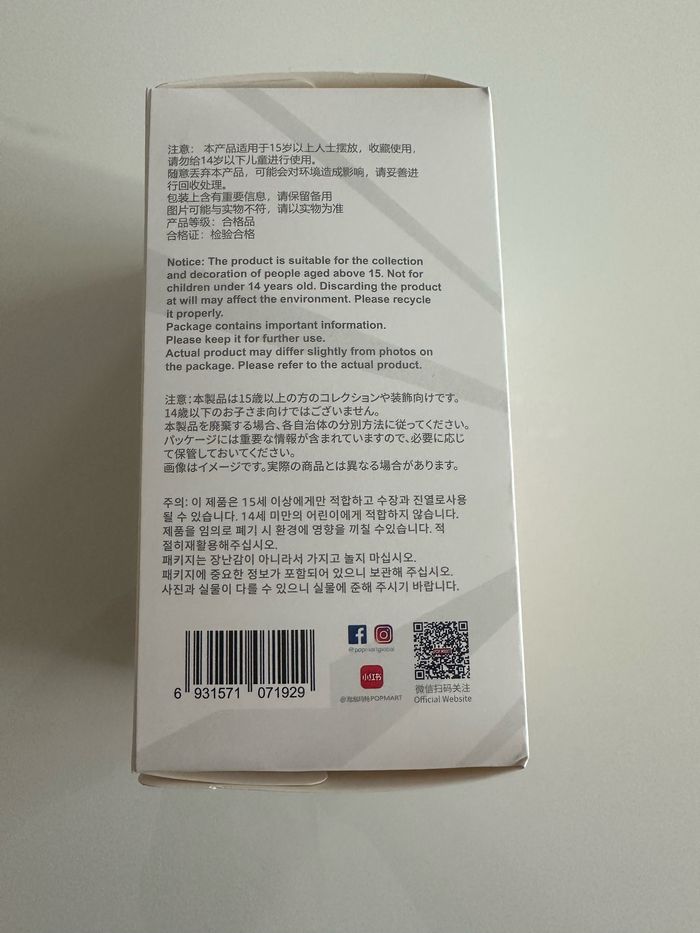 注意： 本产品适用于15岁以上人士摆放，收藏使用，
请勿给14岁以下儿童进行使用。
随意丢弃本产品，可能会对环境造成影响，请妥善进
行回收处理。
包装上含有重要信息，请保留备用
图片可能与实物不符，请以实物为准
产品等级：合格品
合格证：检验合格
Notice: The product is suitable for the collection
and decoration of people aged above 15. Not for
children under 14 years old. Discarding the product
at will may affect the environment. Please recycle
it properly.
Package contains important information.
Please keep it for further use.
Actual product may differ slightly from photos on
the package. Please refer to the actual product.
注意:本製品は15歳以上の方のコレクションや装飾向けです。
14歳以下のお子さま向けではございません。
本製品を廃棄する場合、各自治体の分別方法に従ってください。
パッケージには重要な情報が含まれていますので、必要に応じ
て保管しておいてください。
画像はイメージです。実際の商品とは異なる場合があります。
주의: 이 제품은 15세 이상에게만 적합하고 수장과 진열로사용
될 수 있습니다. 14세 미만의 어린이에게 적합하지 않습니다.
제품을 임의로 폐기 시 환경에 영향을 끼칠 수있습니다. 적
절히재활용해주십시오.
패키지는 장난감이 아니라서 가지고 놀지 마십시오.
패키지에 중요한 정보가 포함되어 있으니 보관해 주십시오.
사진과 실물이 다를 수 있으니 실물에 준해 주시기 바랍니다.
6 931571 071929
@popmartglobal
小红书
@泡泡玛特POPMART
微信扫码关注
Official Website